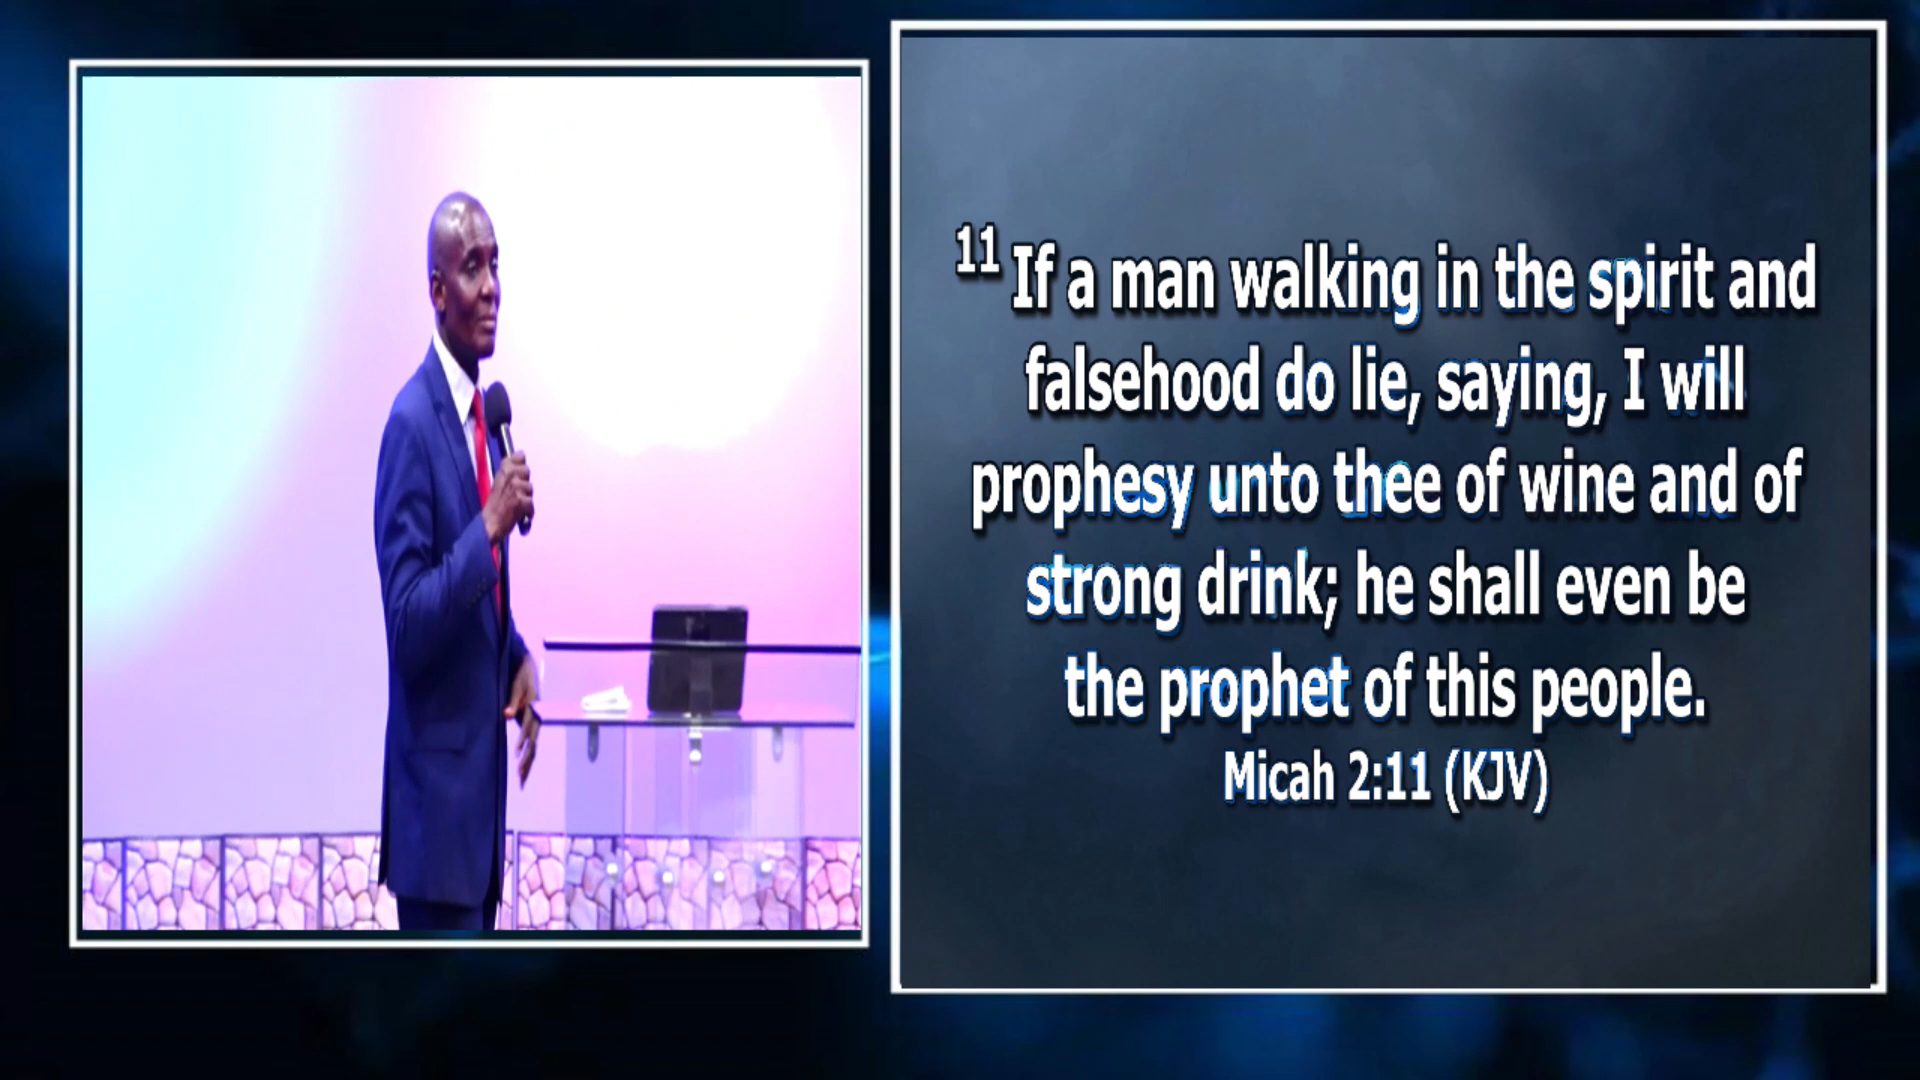 11 If a man walking in the spirit and
falsehood do lie, saying, I will
prophesy unto thee of wine and of
strong drink; he shall even be
the prophet of this people.
Micah 2:11 (KJV)